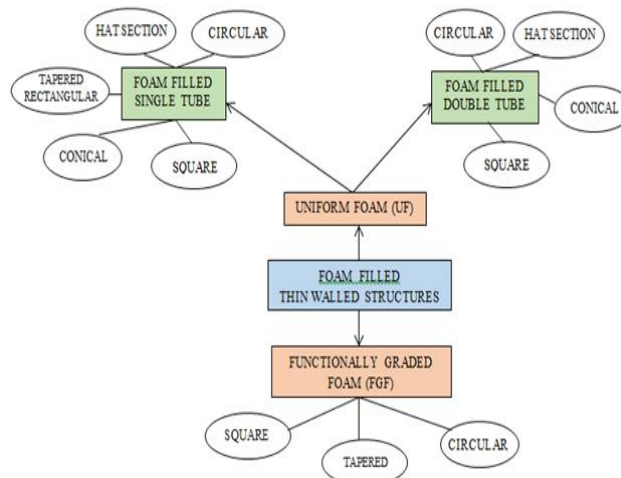 HAT SECTION
CIRCULAR
TAPERED
RECTANGULAR
FOAM FILLED
SINGLE TUBE
CONICAL
SQUARE
CIRCULAR
HAT SECTION
FOAM FILLED
DOUBLE TUBE
CONICAL
SQUARE
UNIFORM FOAM (UF)
FOAM FILLED
THIN WALLED STRUCTURES
FUNCTIONALLY GRADED
FOAM (FGF)
SQUARE
TAPERED
CIRCULAR